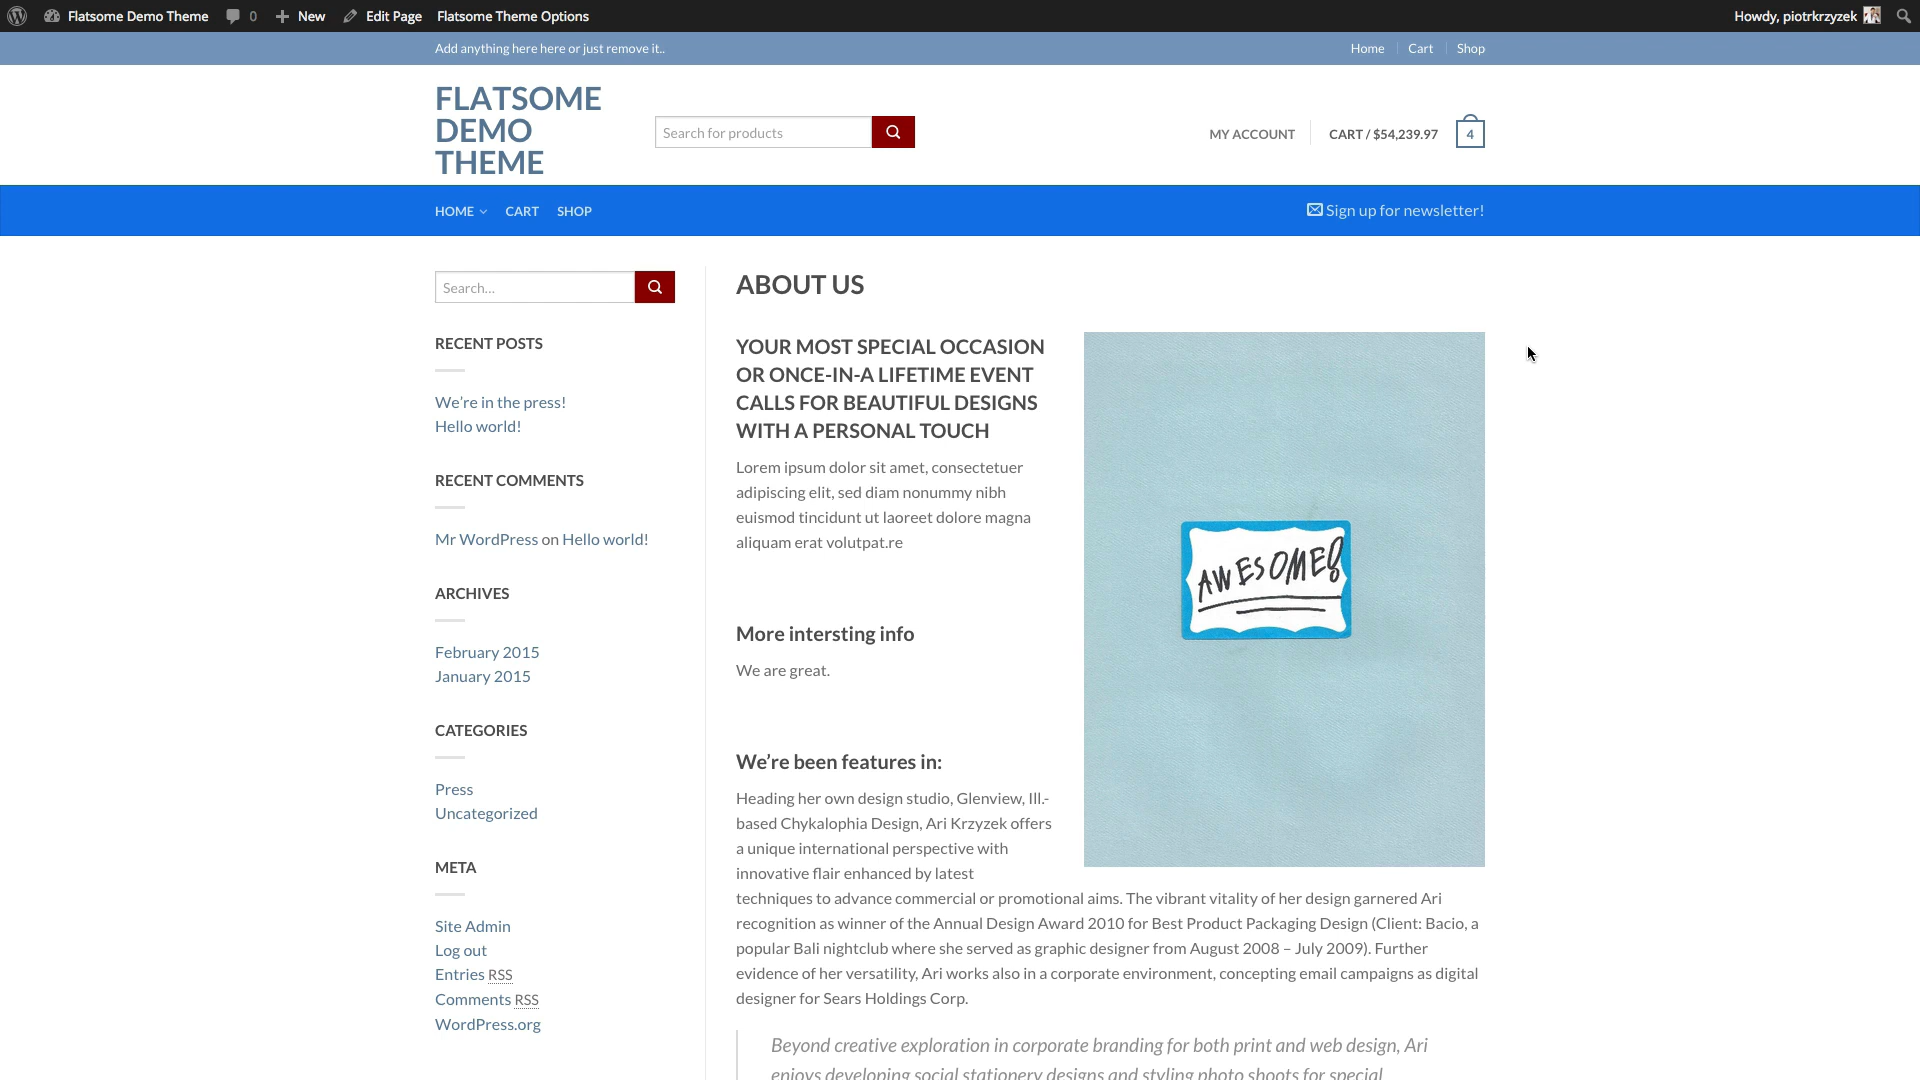 Flatsome Demo Theme 0 New Edit Page Flatsome Theme Options Howdy, piotrkrzyzek
Add anything here here or just remove it.. Home Cart Shop
FLATSOME
DEMO
THEME
Search for products
MY ACCOUNT CART / $54,239.97 4
HOME CART SHOP Sign up for newsletter!
Search...
RECENT POSTS
We're in the press!
Hello world!
RECENT COMMENTS
Mr WordPress on Hello world!
ARCHIVES
February 2015
January 2015
CATEGORIES
Press
Uncategorized
META
Site Admin
Log out
Entries RSS
Comments RSS
WordPress.org
ABOUT US
YOUR MOST SPECIAL OCCASION
OR ONCE-IN-A LIFETIME EVENT
CALLS FOR BEAUTIFUL DESIGNS
WITH A PERSONAL TOUCH
Lorem ipsum dolor sit amet, consectetuer
adipiscing elit, sed diam nonummy nibh
euismod tincidunt ut laoreet dolore magna
aliquam erat volutpat.re
AWESOME!
More intersting info
We are great.
We're been features in:
Heading her own design studio, Glenview, Ill.-
based Chykalophia Design, Ari Krzyzek offers
a unique international perspective with
innovative flair enhanced by latest
techniques to advance commercial or promotional aims. The vibrant vitality of her design garnered Ari
recognition as winner of the Annual Design Award 2010 for Best Product Packaging Design (Client: Bacio, a
popular Bali nightclub where she served as graphic designer from August 2008 – July 2009). Further
evidence of her versatility, Ari works also in a corporate environment, concepting email campaigns as digital
designer for Sears Holdings Corp.
Beyond creative exploration in corporate branding for both print and web design, Ari
enjoys developing social stationery designs and styling photo shoots for special